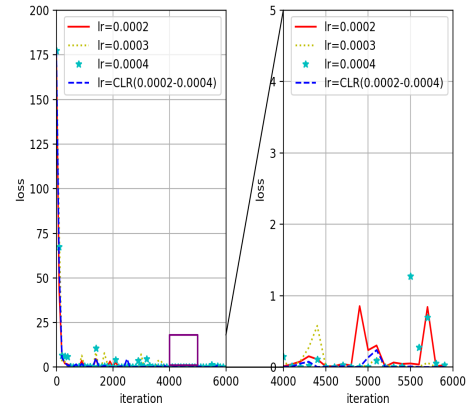 200
175
150
125
100
75
50
25
0
loss
0
2000
4000
6000
iteration
lr=0.0002
lr=0.0003
lr=0.0004
lr=CLR(0.0002-0.0004)
5
4
3
2
1
0
loss
4000
4500
5000
5500
6000
iteration
lr=0.0002
lr=0.0003
lr=0.0004
lr=CLR(0.0002-0.0004)